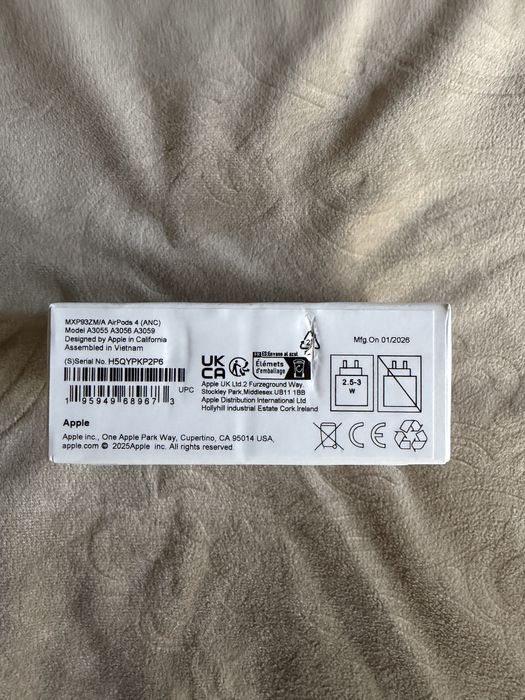 MXP93ZM/A AirPods 4 (ANC)
Model A3055 A3056 A3059
Designed by Apple in California
Assembled in Vietnam
(S)Serial No. H5QYPKP2P6
UPC
1 95949 68967 3
Apple
Apple inc., One Apple Park Way, Cupertino, CA 95014 USA,
apple.com © 2025Apple inc. All rights reserved
UK
CA
Élémets
d'emballage
Apple UK Ltd.2 Furzeground Way.
Stockley Park,Middlesex.UB11 1BB
Apple Distribution International Ltd
Hollyhill industrial Estate Cork.Ireland
Mfg.On 01/2026
2.5-3
W
CE